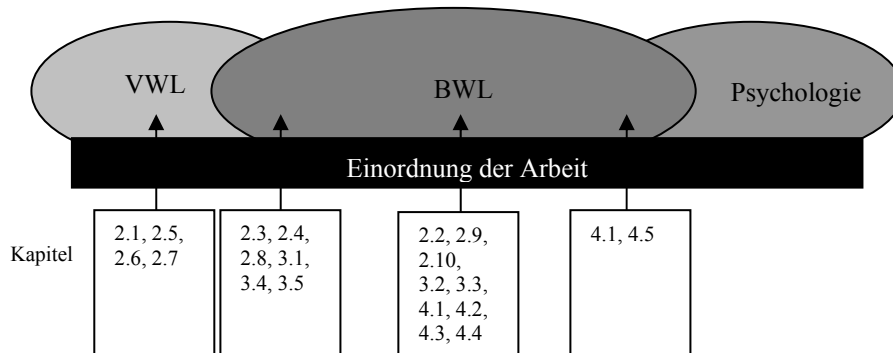 VWL
BWL
Psychologie
Einordnung der Arbeit
Kapitel
2.1, 2.5,
2.6, 2.7
2.3, 2.4,
2.8, 3.1,
3.4, 3.5
2.2, 2.9,
2.10,
3.2, 3.3,
4.1, 4.2,
4.3, 4.4
4.1, 4.5